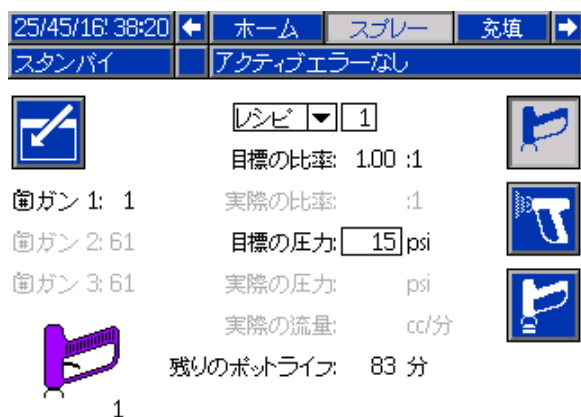 25/45/16 38:20 ホーム スプレー 充填
スタンバイ アクティブエラーなし
レシピ 1
目標の比率: 1.00 :1
圇ガン 1: 1 実際の比率: :1
圇ガン 2: 61 目標の圧力: 15 psi
圇ガン 3: 61 実際の圧力: psi
実際の流量: cc/分
残りのポットライフ: 83 分
1